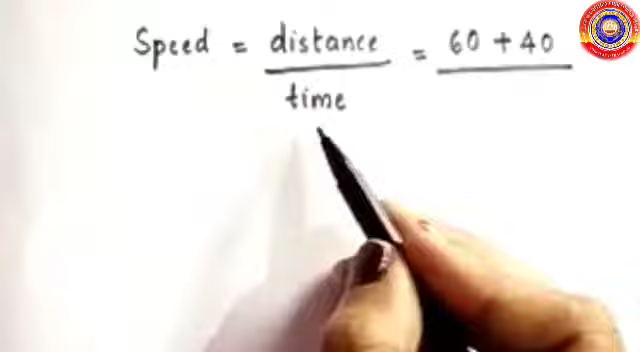 Speed = distance / time = 60 + 40